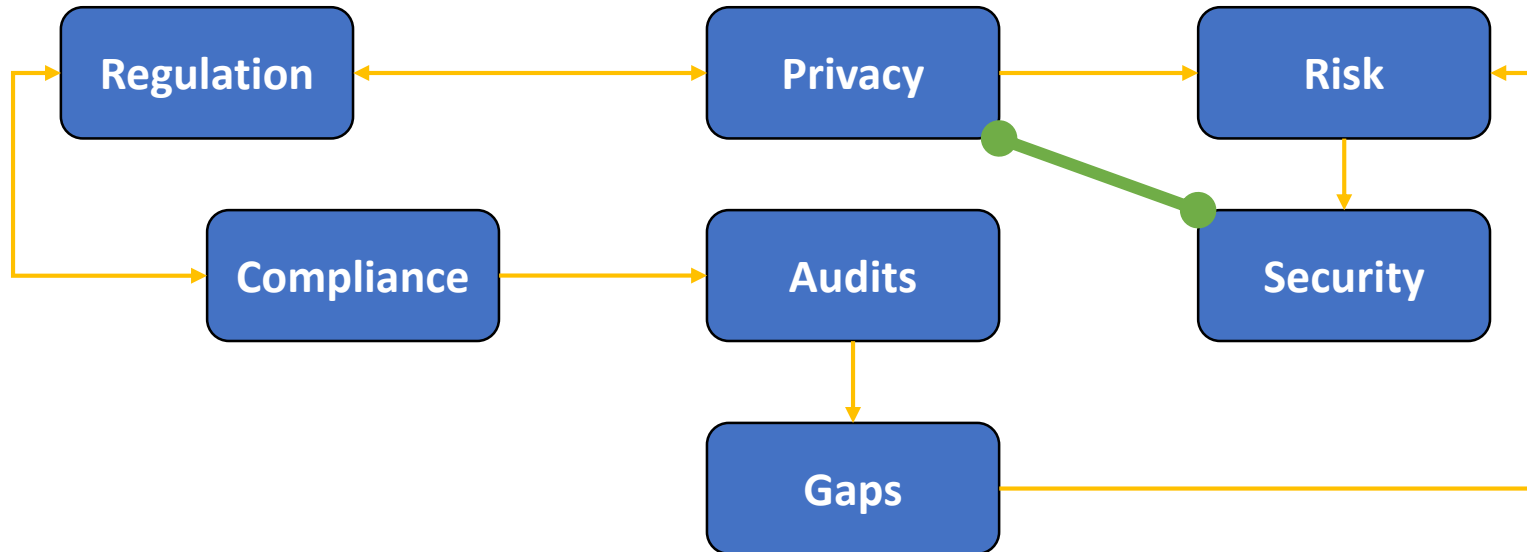 Regulation
Privacy
Risk
Compliance
Audits
Security
Gaps